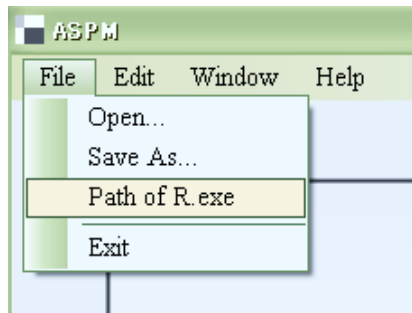 ASPM
File Edit Window Help
Open...
Save As...
Path of R.exe
Exit